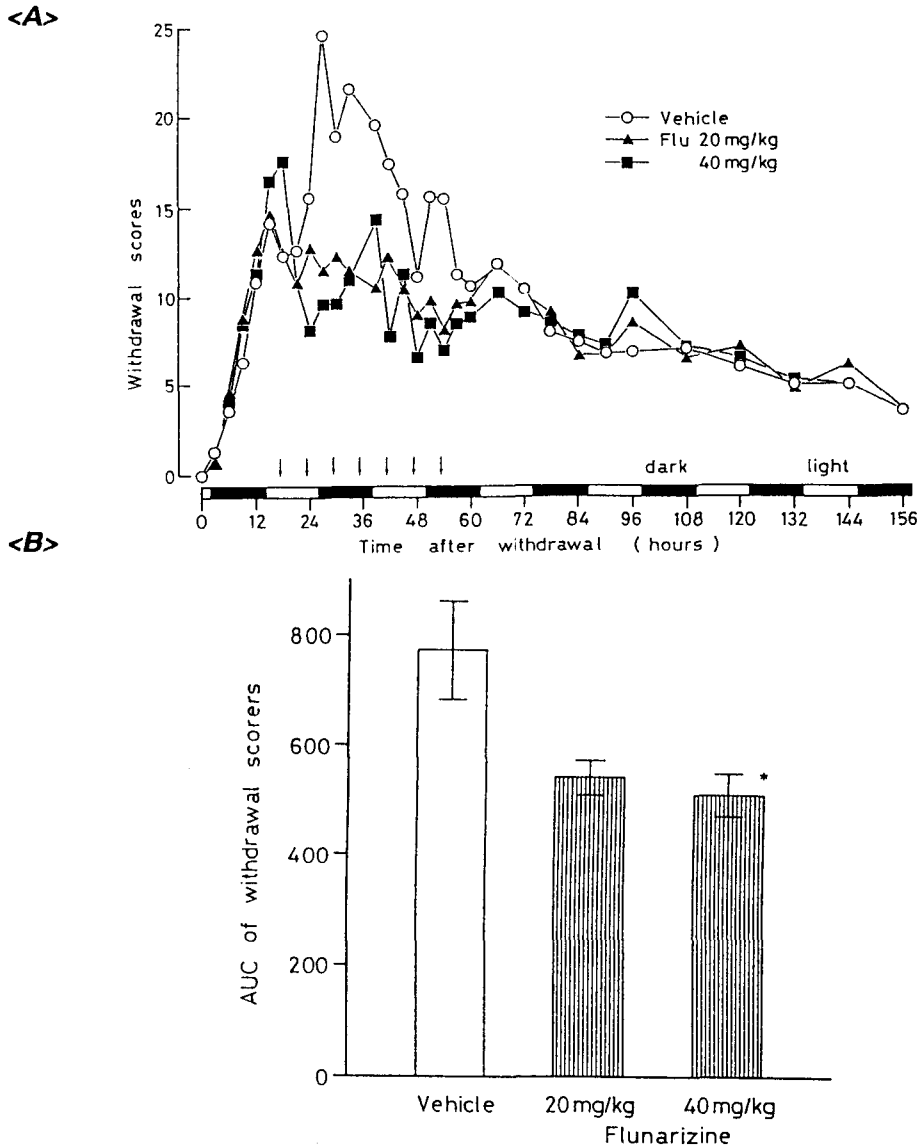 <A>
25
20
15
10
5
0
Withdrawal scores
Vehicle
Flu 20 mg/kg
40 mg/kg
dark light
0 12 24 36 48 60 72 84 96 108 120 132 144 156
Time after withdrawal (hours)
<B>
800
600
400
200
0
AUC of withdrawal scorers
*
Vehicle 20 mg/kg 40 mg/kg
Flunarizine